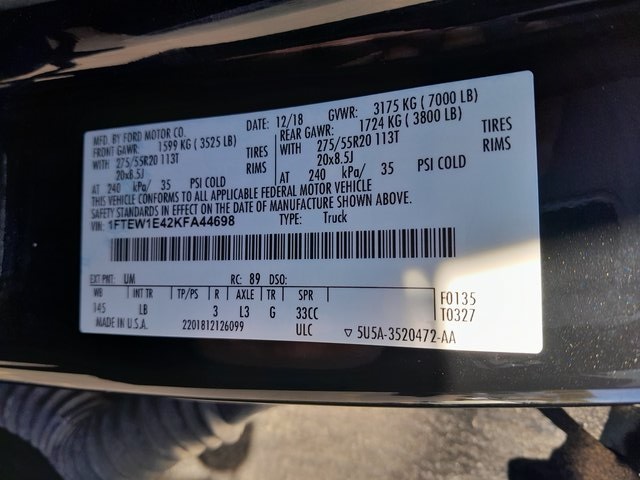 MFD. BY FORD MOTOR CO. DATE: 12/18 GVWR: 3175 KG ( 7000 LB)
FRONT GAWR: 1599 KG ( 3525 LB) REAR GAWR: 1724 KG ( 3800 LB)
WITH 275/55R20 113T TIRES WITH 275/55R20 113T TIRES
20x8.5J RIMS 20x8.5J RIMS
AT 240 kPa/ 35 PSI COLD AT 240 kPa/ 35 PSI COLD
THIS VEHICLE CONFORMS TO ALL APPLICABLE FEDERAL MOTOR VEHICLE
SAFETY STANDARDS IN EFFECT ON THE DATE OF MANUFACTURE SHOWN ABOVE.
VIN: 1FTEW1E42KFA44698 TYPE: Truck
EXT PNT: UM RC: 89 DSO:
WB INT TR TP/PS R AXLE TR SPR
145 LB 3 L3 G 33CC
F0135
T0327
MADE IN U.S.A. 2201812126099 ULC ▽ 5U5A-3520472-AA